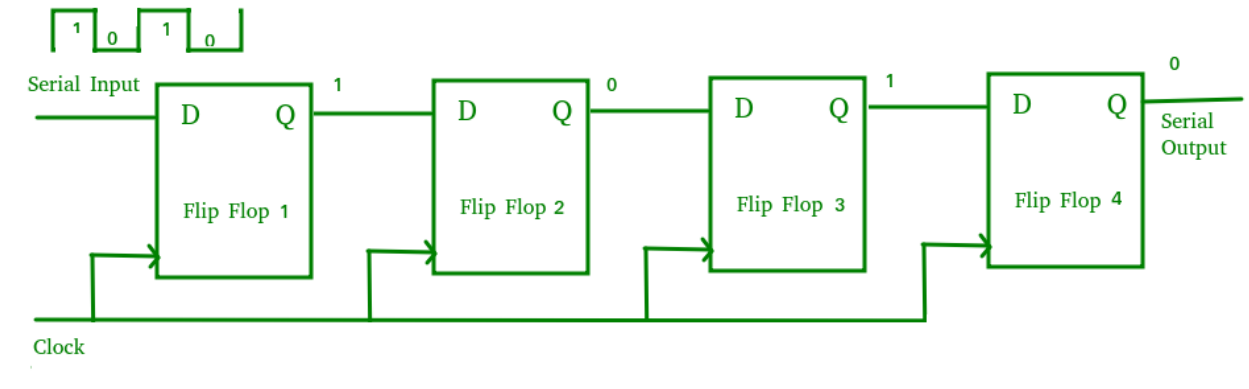 1 0 1 0
Serial Input
1
0
1
0
D Q
D Q
D Q
D Q
Serial
Output
Flip Flop 1
Flip Flop 2
Flip Flop 3
Flip Flop 4
Clock